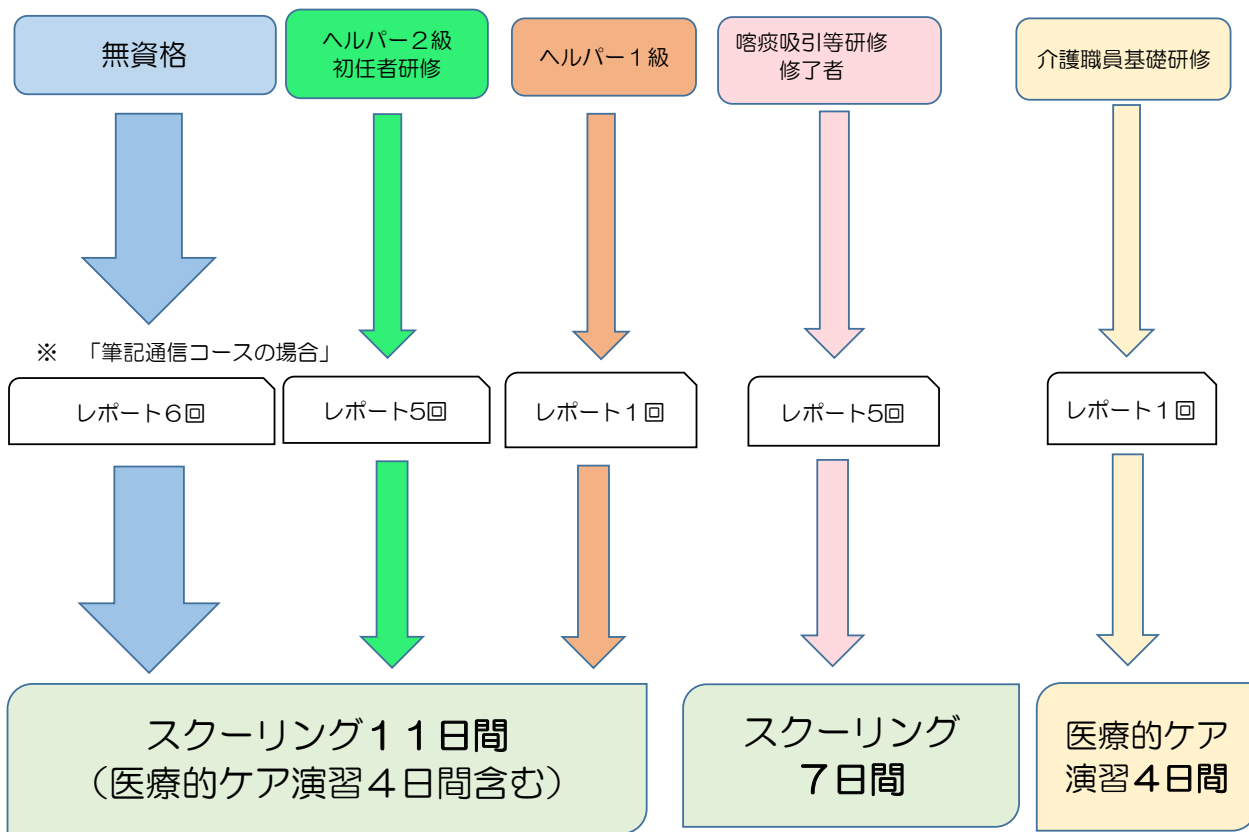 無資格
ヘルパー２級
初任者研修
ヘルパー１級
喀痰吸引等研修
修了者
介護職員基礎研修
※　「筆記通信コースの場合」
レポート６回
レポート5回
レポート１回
レポート5回
レポート１回
スクーリング１１日間
（医療的ケア演習４日間含む）
スクーリング
７日間
医療的ケア
演習４日間